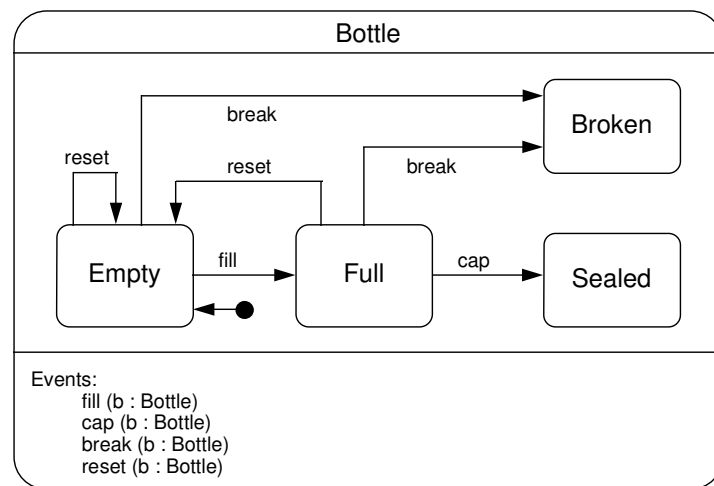 Bottle
break
Broken
reset
reset
break
Empty
fill
Full
cap
Sealed
Events:
fill (b : Bottle)
cap (b : Bottle)
break (b : Bottle)
reset (b : Bottle)